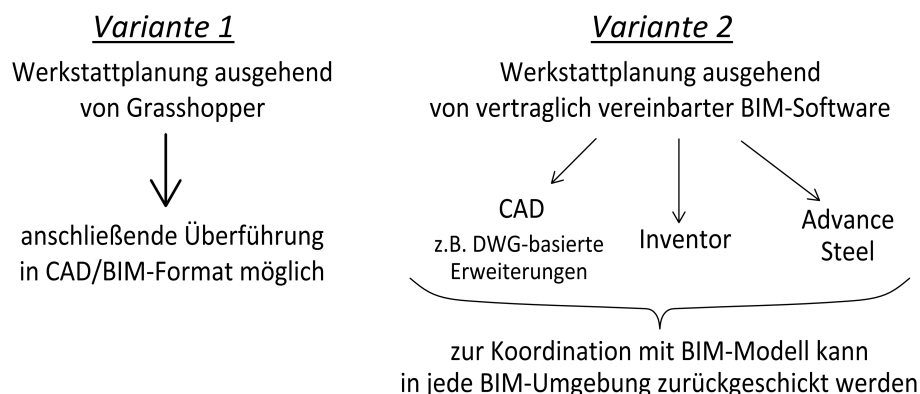 Variante 1
Werkstattplanung ausgehend
von Grasshopper
anschließende Überführung
in CAD/BIM-Format möglich
Variante 2
Werkstattplanung ausgehend
von vertraglich vereinbarter BIM-Software
CAD
z.B. DWG-basierte
Erweiterungen
Inventor
Advance
Steel
zur Koordination mit BIM-Modell kann
in jede BIM-Umgebung zurückgeschickt werden